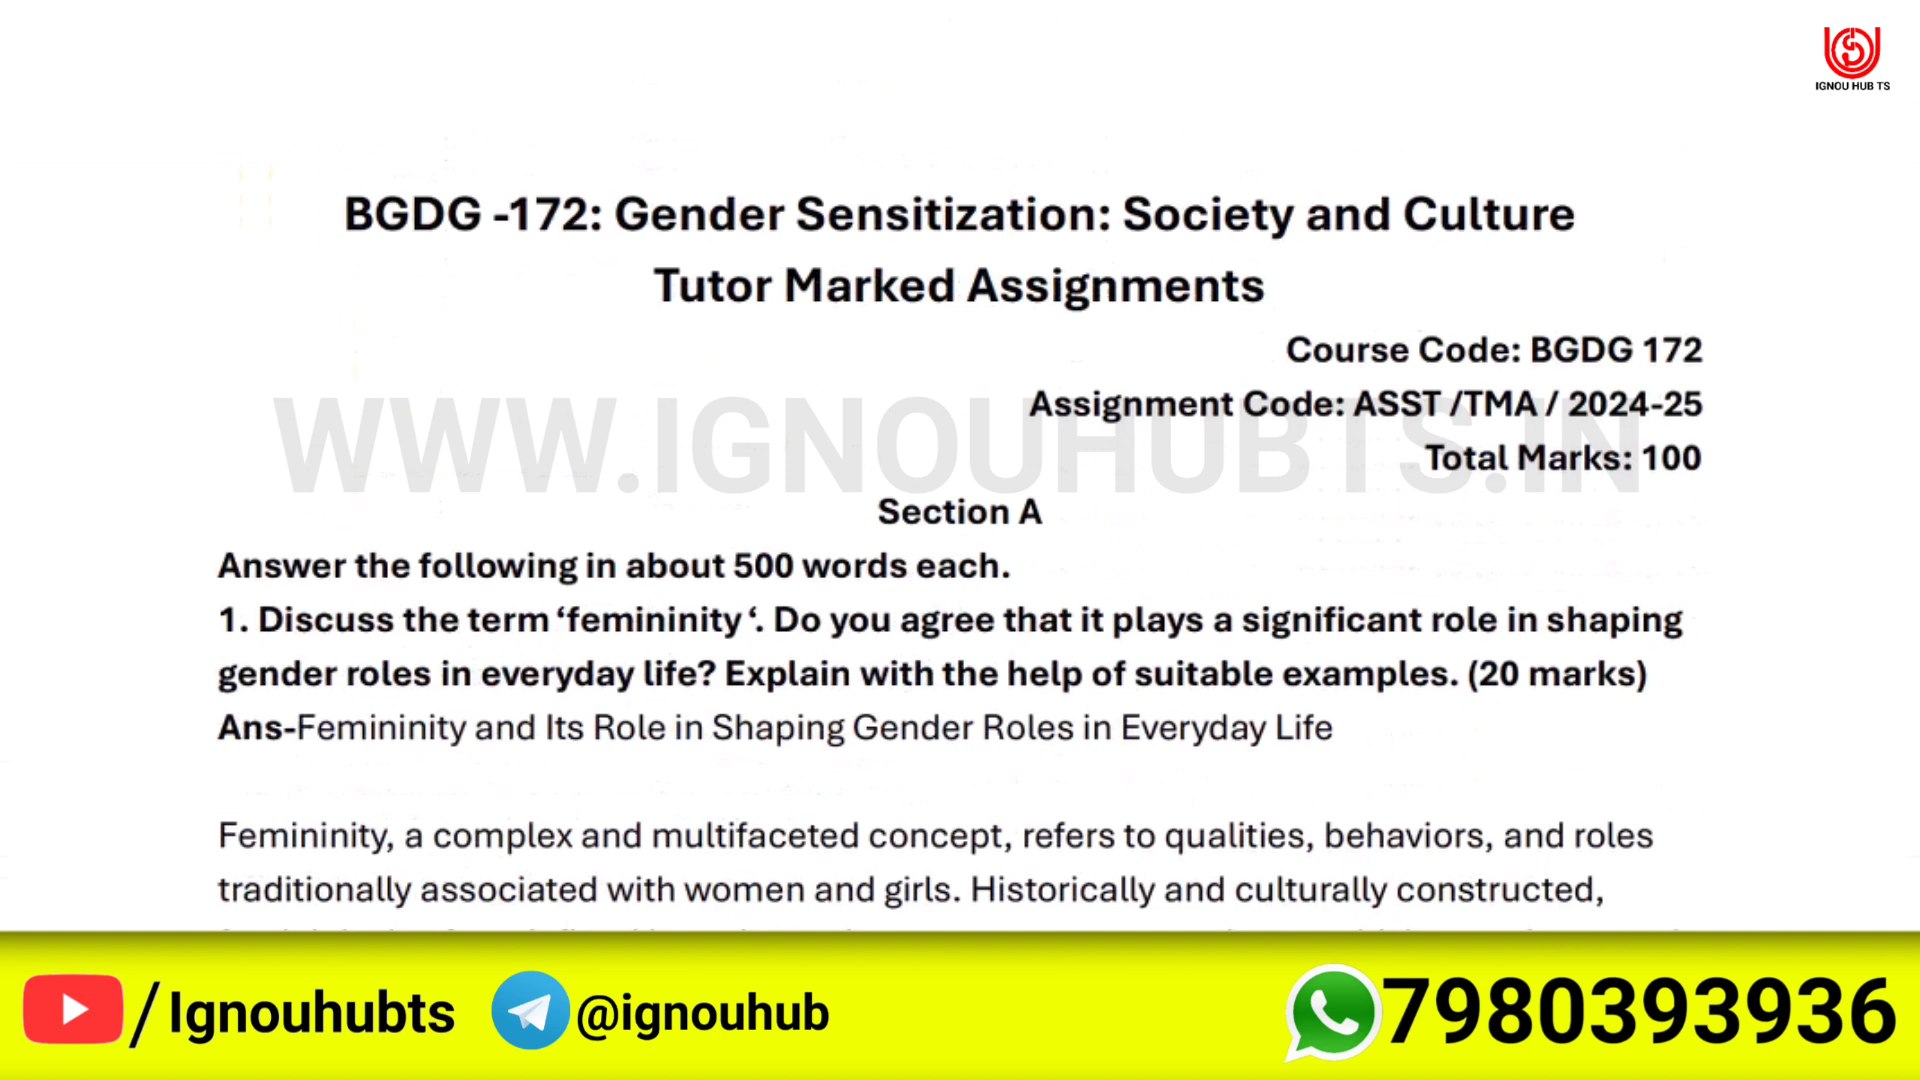 IGNOU HUB TS
BGDG -172: Gender Sensitization: Society and Culture
Tutor Marked Assignments
Course Code: BGDG 172
Assignment Code: ASST /TMA / 2024-25
WWW.IGNOUHUBTS.IN
Total Marks: 100
Section A
Answer the following in about 500 words each.
1. Discuss the term ‘femininity ‘. Do you agree that it plays a significant role in shaping
gender roles in everyday life? Explain with the help of suitable examples. (20 marks)
Ans-Femininity and Its Role in Shaping Gender Roles in Everyday Life
Femininity, a complex and multifaceted concept, refers to qualities, behaviors, and roles
traditionally associated with women and girls. Historically and culturally constructed,
/Ignouhubts @ignouhub 7980393936